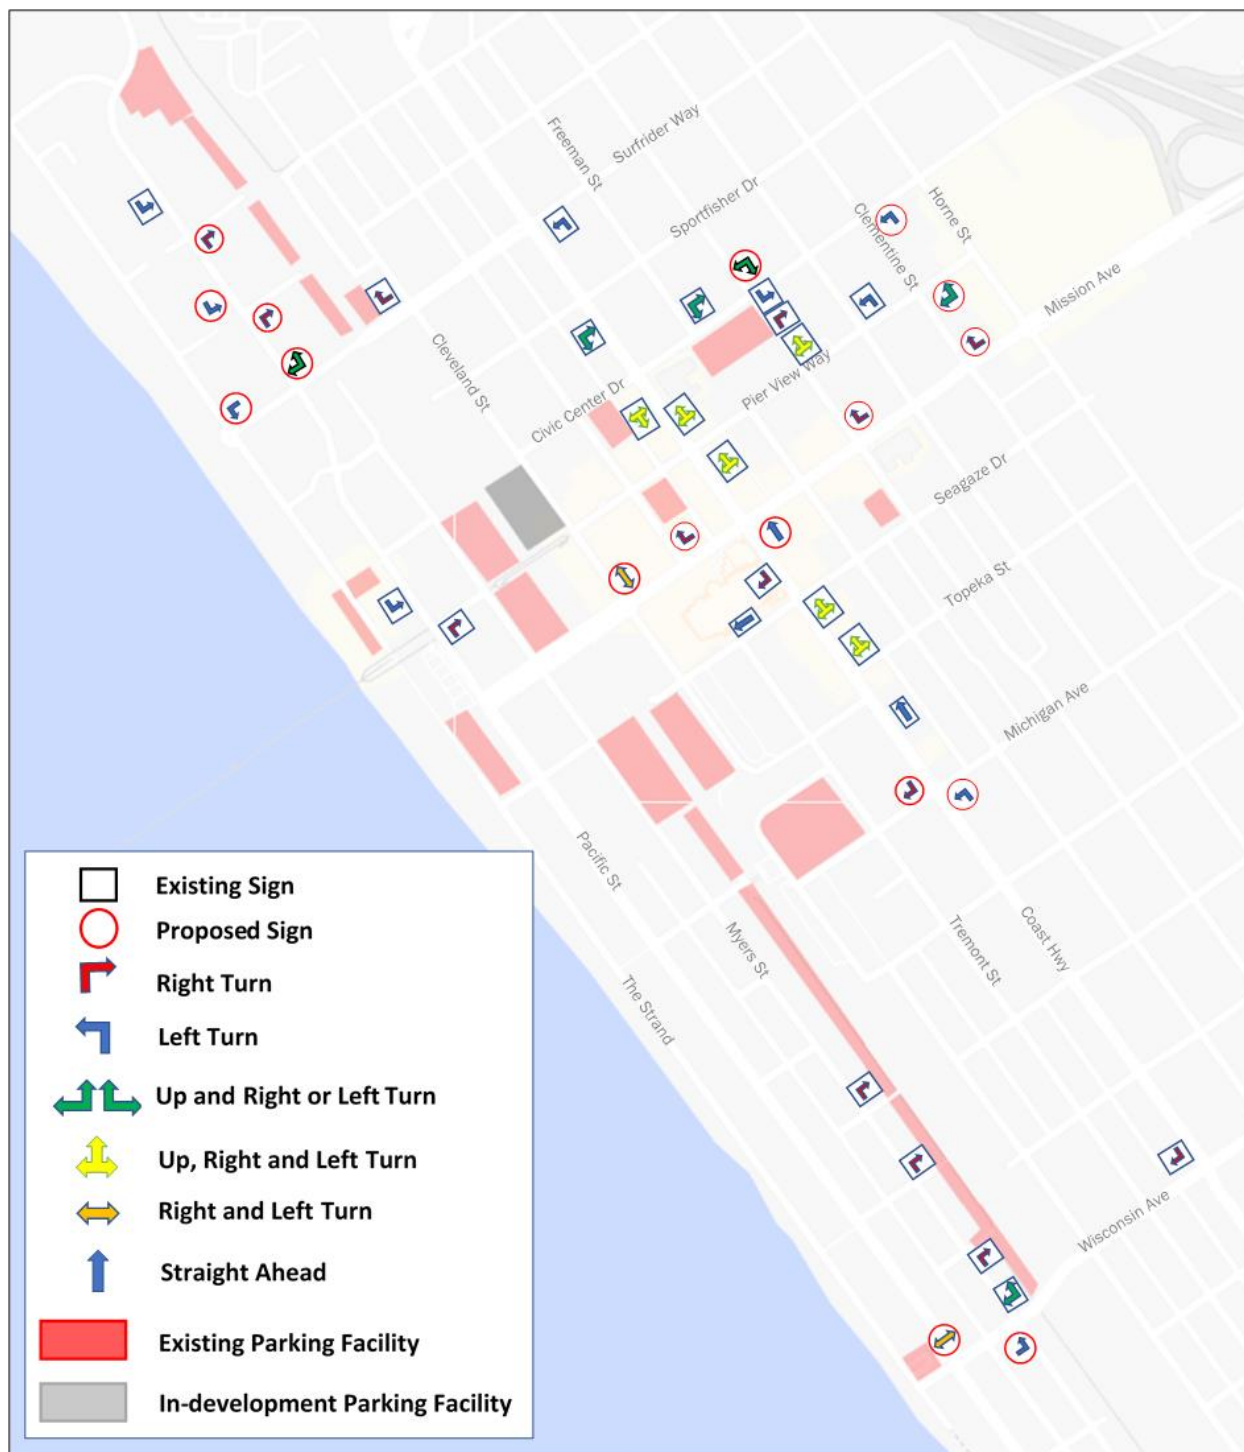 Surfrider Way
Freeman St
Sportfisher Dr
Horne St
Clementine St
Mission Ave
Cleveland St
Pier View Way
Civic Center Dr
Seagaze Dr
Topeka St
Michigan Ave
Pacific St
Myers St
Tremont St
Coast Hwy
The Strand
Wisconsin Ave
Existing Sign
Proposed Sign
Right Turn
Left Turn
Up and Right or Left Turn
Up, Right and Left Turn
Right and Left Turn
Straight Ahead
Existing Parking Facility
In-development Parking Facility